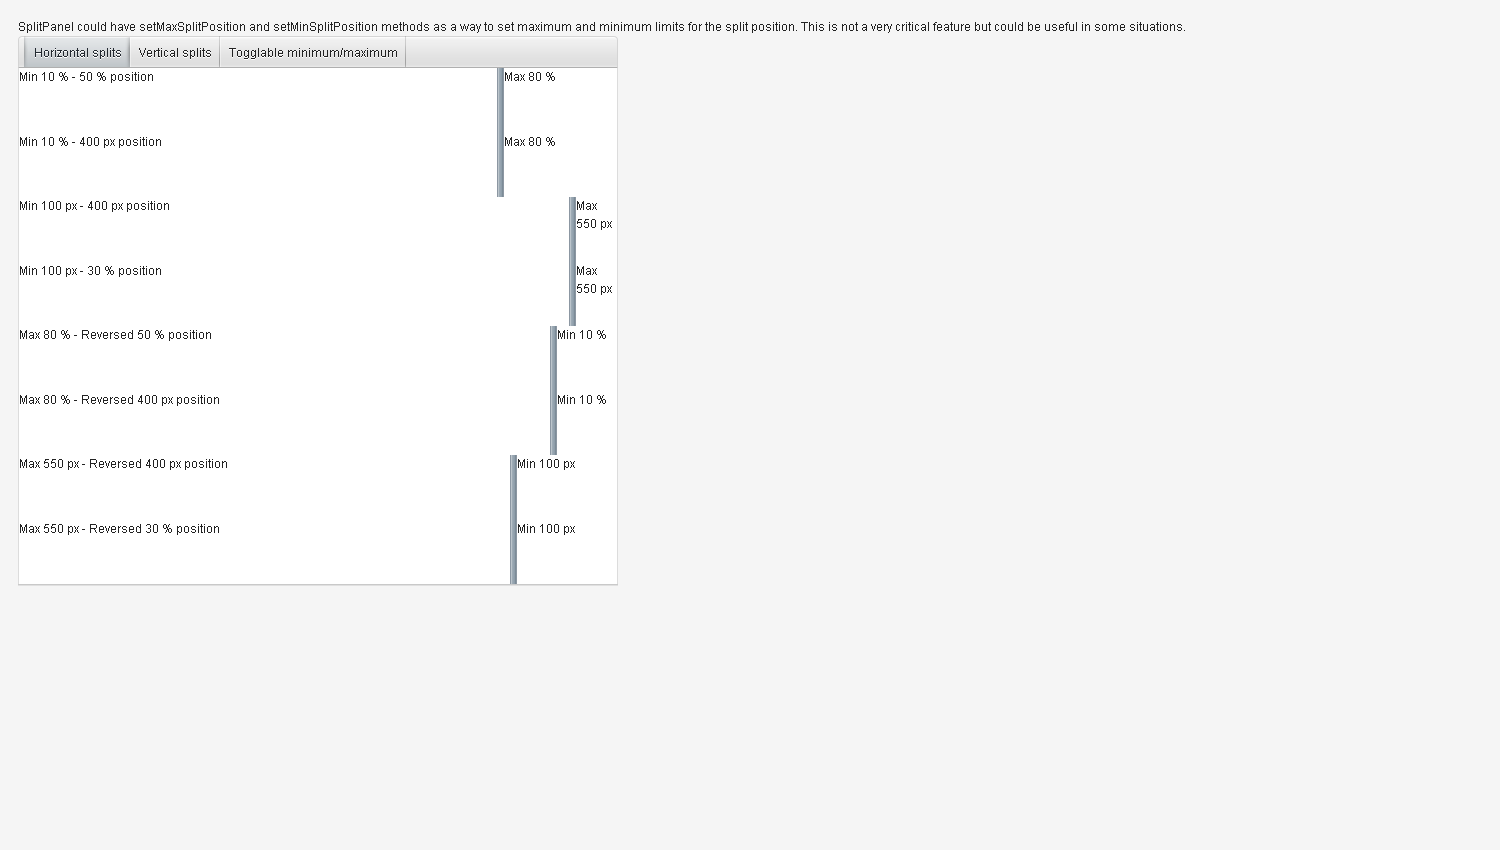 SplitPanel could have setMaxSplitPosition and setMinSplitPosition methods as a way to set maximum and minimum limits for the split position. This is not a very critical feature but could be useful in some situations.
Horizontal splits Vertical splits Togglable minimum/maximum
Min 10 % - 50 % position Max 80 %
Min 10 % - 400 px position Max 80 %
Min 100 px - 400 px position Max
550 px
Min 100 px - 30 % position Max
550 px
Max 80 % - Reversed 50 % position Min 10 %
Max 80 % - Reversed 400 px position Min 10 %
Max 550 px - Reversed 400 px position Min 100 px
Max 550 px - Reversed 30 % position Min 100 px